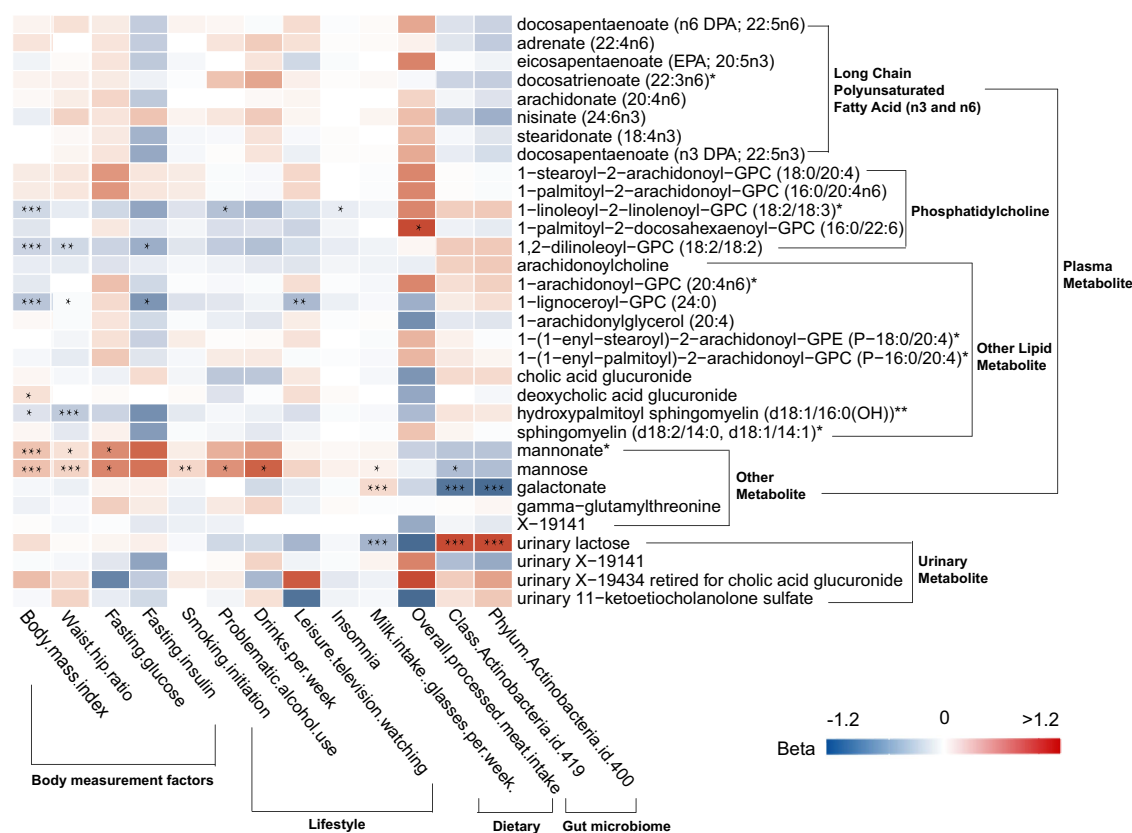 docosapentaenoate (n6 DPA; 22:5n6)
adrenate (22:4n6)
eicosapentaenoate (EPA; 20:5n3)
docosatrienoate (22:3n6)*
arachidonate (20:4n6)
nisinate (24:6n3)
stearidonate (18:4n3)
docosapentaenoate (n3 DPA; 22:5n3)
1−stearoyl−2−arachidonoyl−GPC (18:0/20:4)
1−palmitoyl−2−arachidonoyl−GPC (16:0/20:4n6)
*** * * 1−linoleoyl−2−linolenoyl−GPC (18:2/18:3)*
* 1−palmitoyl−2−docosahexaenoyl−GPC (16:0/22:6)
*** ** * 1,2−dilinoleoyl−GPC (18:2/18:2)
arachidonoylcholine
1−arachidonoyl−GPC (20:4n6)*
*** * * ** 1−lignoceroyl−GPC (24:0)
1−arachidonylglycerol (20:4)
1−(1−enyl−stearoyl)−2−arachidonoyl−GPE (P−18:0/20:4)*
1−(1−enyl−palmitoyl)−2−arachidonoyl−GPC (P−16:0/20:4)*
cholic acid glucuronide
* deoxycholic acid glucuronide
* *** hydroxypalmitoyl sphingomyelin (d18:1/16:0(OH))**
sphingomyelin (d18:2/14:0, d18:1/14:1)*
*** * * mannonate*
*** *** * ** * * * * mannose
*** *** *** galactonate
gamma−glutamylthreonine
X−19141
*** *** *** urinary lactose
urinary X−19141
urinary X−19434 retired for cholic acid glucuronide
urinary 11−ketoetiocholanolone sulfate
Long Chain
Polyunsaturated
Fatty Acid (n3 and n6)
Phosphatidylcholine
Other Lipid
Metabolite
Other
Metabolite
Plasma
Metabolite
Urinary
Metabolite
Body.mass.index
Waist.hip.ratio
Fasting.glucose
Fasting.insulin
Smoking.initiation
Problematic.alcohol.use
Drinks.per.week
Leisure.television.watching
Insomnia
Milk.intake..glasses.per.week.
Overall.processed.meat.intake
Class.Actinobacteria.id.419
Phylum.Actinobacteria.id.400
Body measurement factors
Lifestyle
Dietary
Gut microbiome
-1.2 0 >1.2
Beta